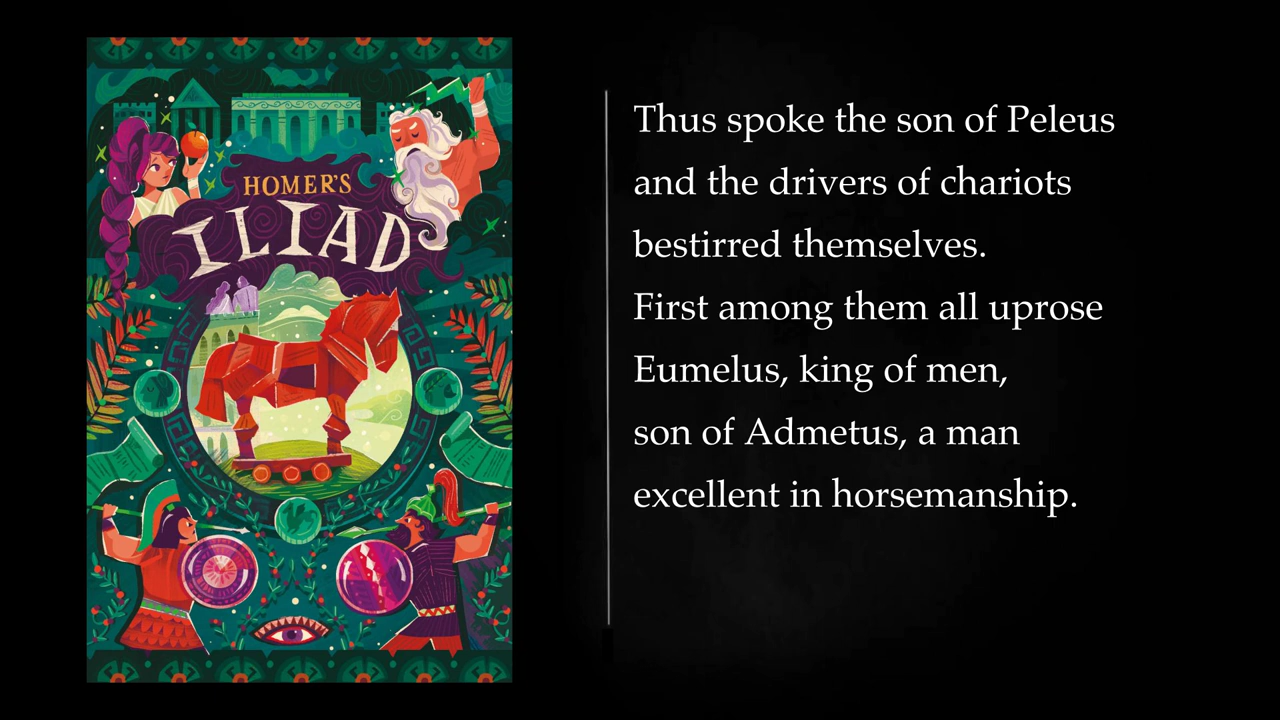 HOMER'S
ILIAD
Thus spoke the son of Peleus
and the drivers of chariots
bestirred themselves.
First among them all uprose
Eumelus, king of men,
son of Admetus, a man
excellent in horsemanship.